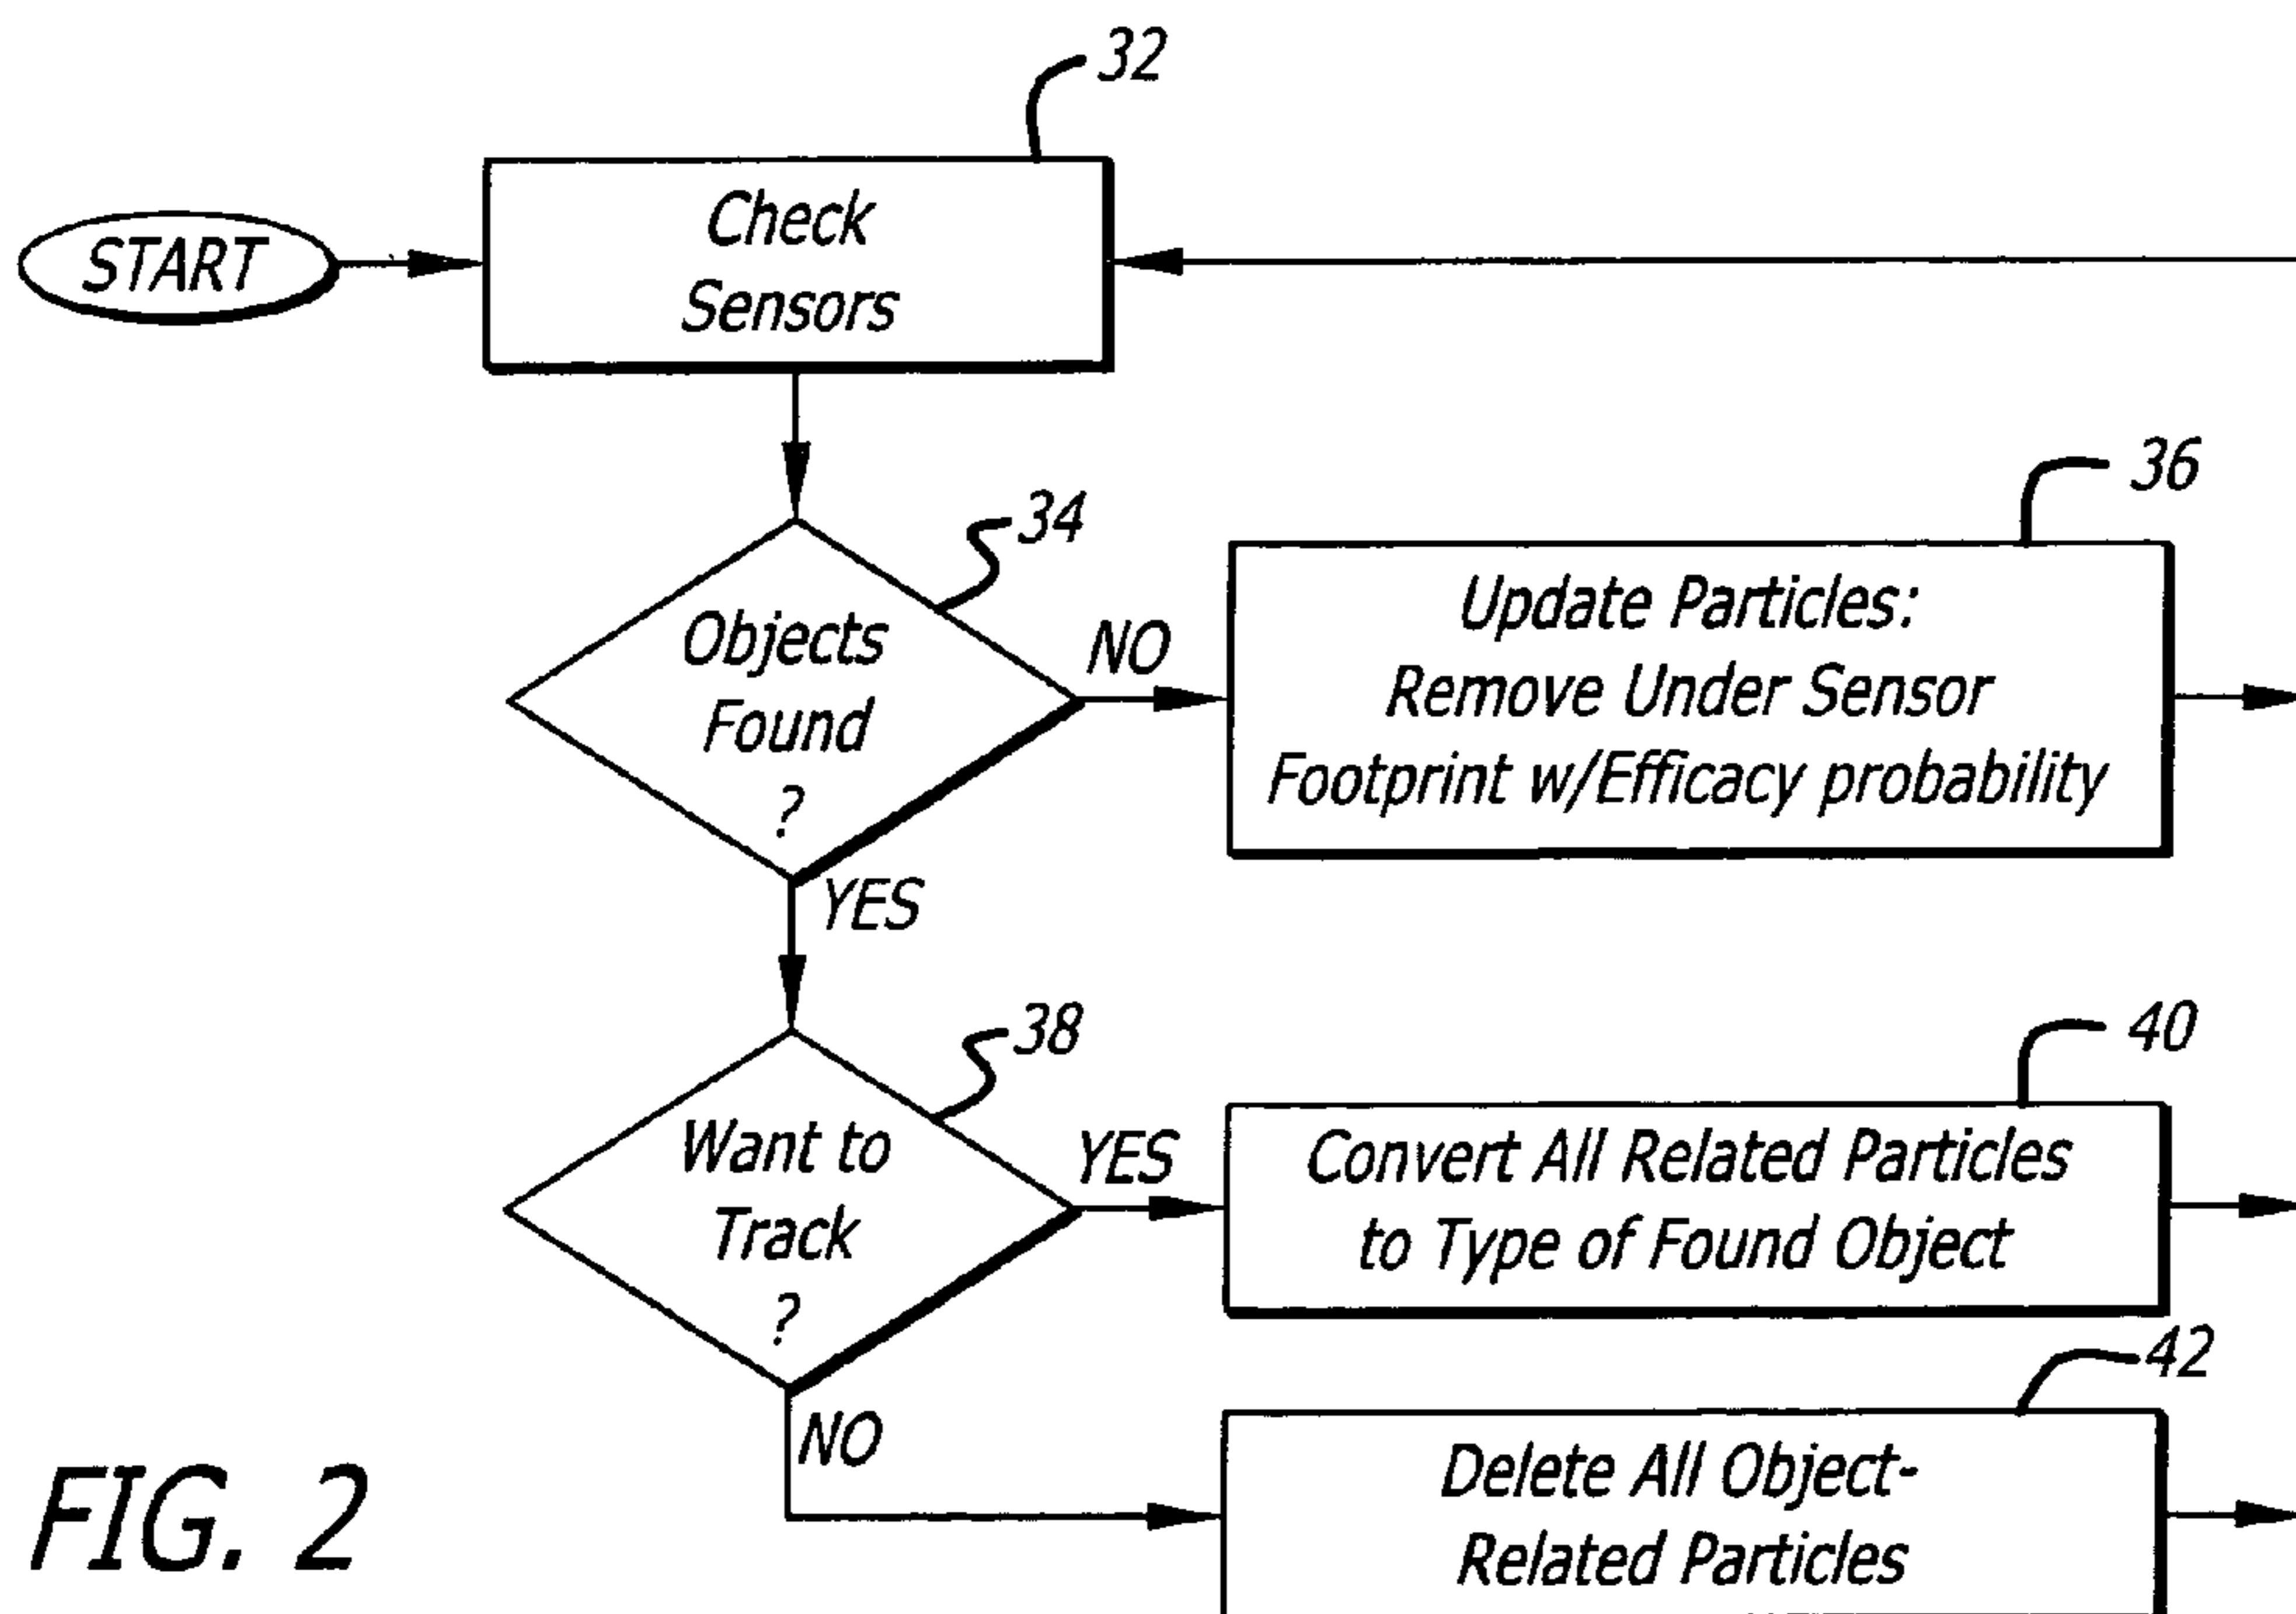 32
START
Check
Sensors
34
Objects
Found
?
NO
YES
36
Update Particles:
Remove Under Sensor
Footprint w/Efficacy probability
38
Want to
Track
?
YES
NO
40
Convert All Related Particles
to Type of Found Object
42
Delete All Object-
Related Particles
FIG. 2